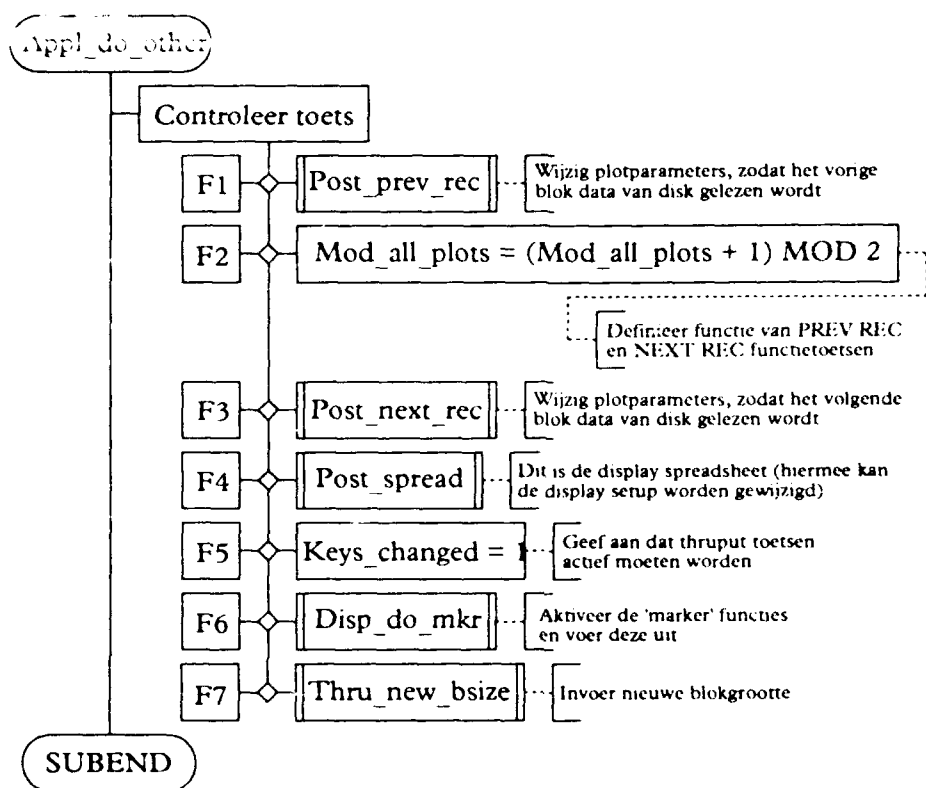 Appl_do_other
Controleer toets
F1
Post_prev_rec
Wijzig plotparameters, zodat het vorige
blok data van disk gelezen wordt
F2
Mod_all_plots = (Mod_all_plots + 1) MOD 2
Definieer functie van PREV REC
en NEXT REC functietoetsen
F3
Post_next_rec
Wijzig plotparameters, zodat het volgende
blok data van disk gelezen wordt
F4
Post_spread
Dit is de display spreadsheet (hiermee kan
de display setup worden gewijzigd)
F5
Keys_changed = 1
Geef aan dat thruput toetsen
actief moeten worden
F6
Disp_do_mkr
Aktiveer de 'marker' functies
en voer deze uit
F7
Thru_new_bsize
Invoer nieuwe blokgrootte
SUBEND